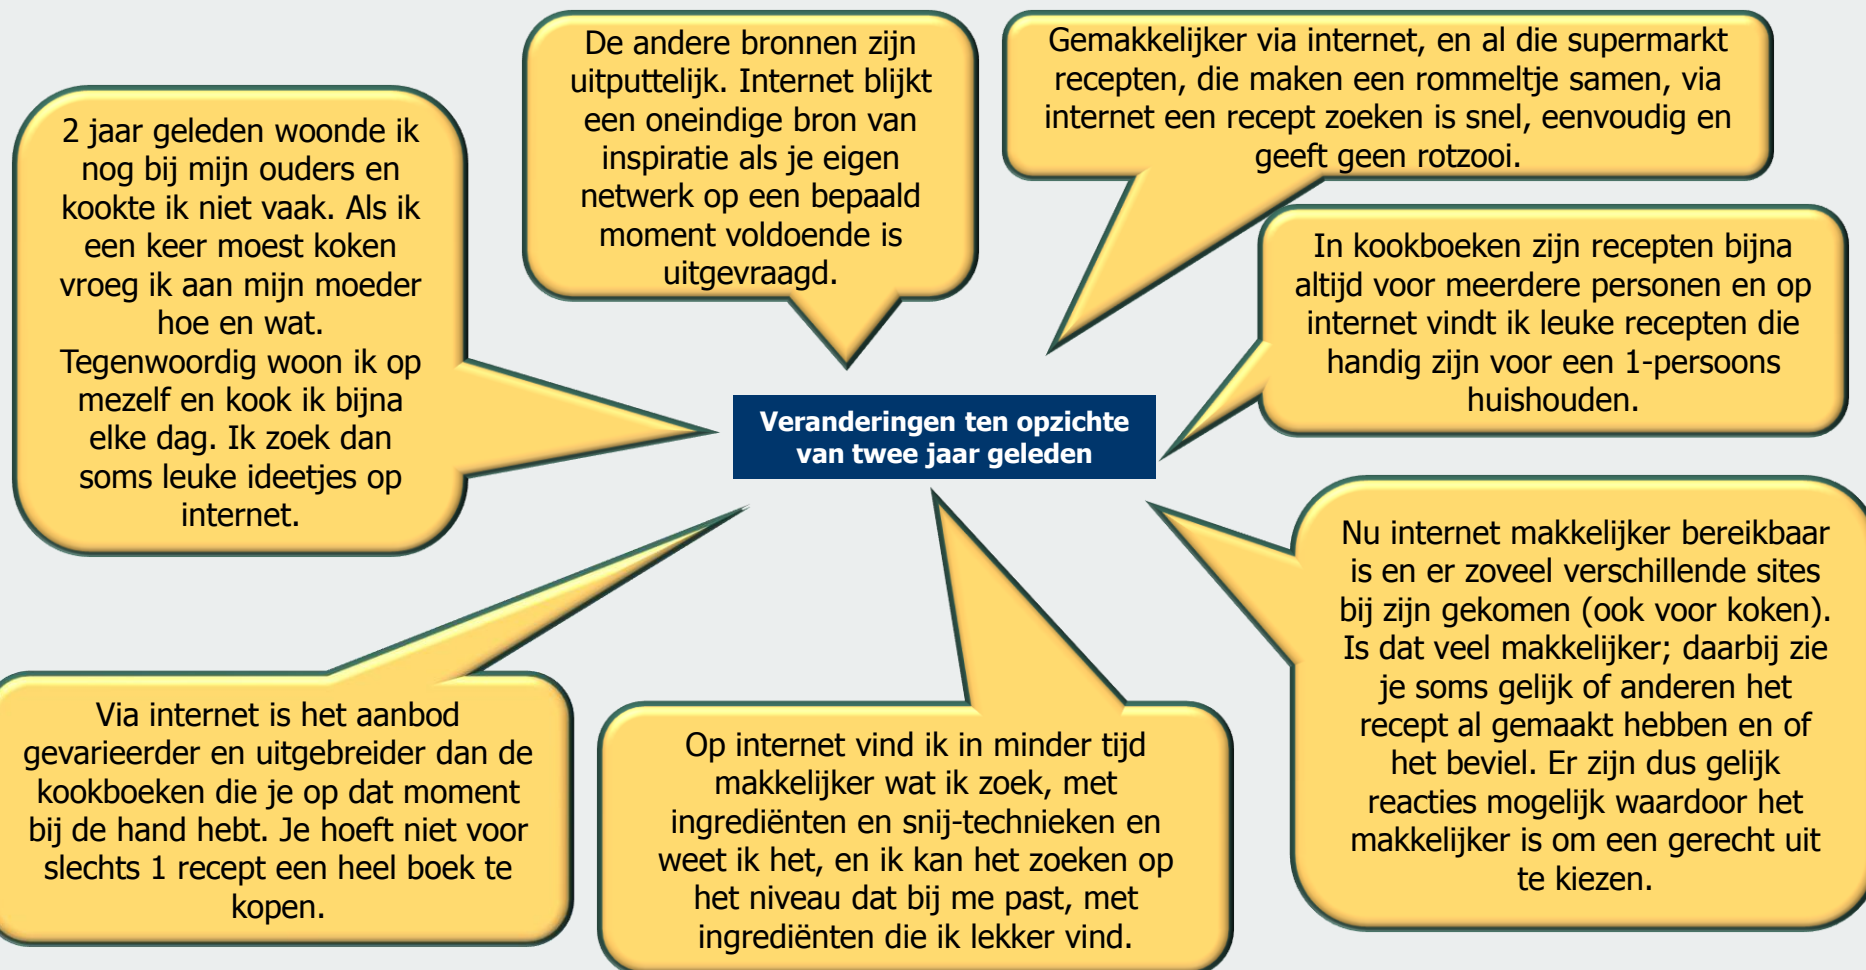 De andere bronnen zijn
uitputtelijk. Internet blijkt
een oneindige bron van
inspiratie als je eigen
netwerk op een bepaald
moment voldoende is
uitgevraagd.
Gemakkelijker via internet, en al die supermarkt
recepten, die maken een rommeltje samen, via
internet een recept zoeken is snel, eenvoudig en
geeft geen rotzooi.
2 jaar geleden woonde ik
nog bij mijn ouders en
kookte ik niet vaak. Als ik
een keer moest koken
vroeg ik aan mijn moeder
hoe en wat.
Tegenwoordig woon ik op
mezelf en kook ik bijna
elke dag. Ik zoek dan
soms leuke ideetjes op
internet.
In kookboeken zijn recepten bijna
altijd voor meerdere personen en op
internet vindt ik leuke recepten die
handig zijn voor een 1-persoons
huishouden.
Veranderingen ten opzichte
van twee jaar geleden
Nu internet makkelijker bereikbaar
is en er zoveel verschillende sites
bij zijn gekomen (ook voor koken).
Is dat veel makkelijker; daarbij zie
je soms gelijk of anderen het
recept al gemaakt hebben en of
het beviel. Er zijn dus gelijk
reacties mogelijk waardoor het
makkelijker is om een gerecht uit
te kiezen.
Via internet is het aanbod
gevarieerder en uitgebreider dan de
kookboeken die je op dat moment
bij de hand hebt. Je hoeft niet voor
slechts 1 recept een heel boek te
kopen.
Op internet vind ik in minder tijd
makkelijker wat ik zoek, met
ingrediënten en snij-technieken en
weet ik het, en ik kan het zoeken op
het niveau dat bij me past, met
ingrediënten die ik lekker vind.